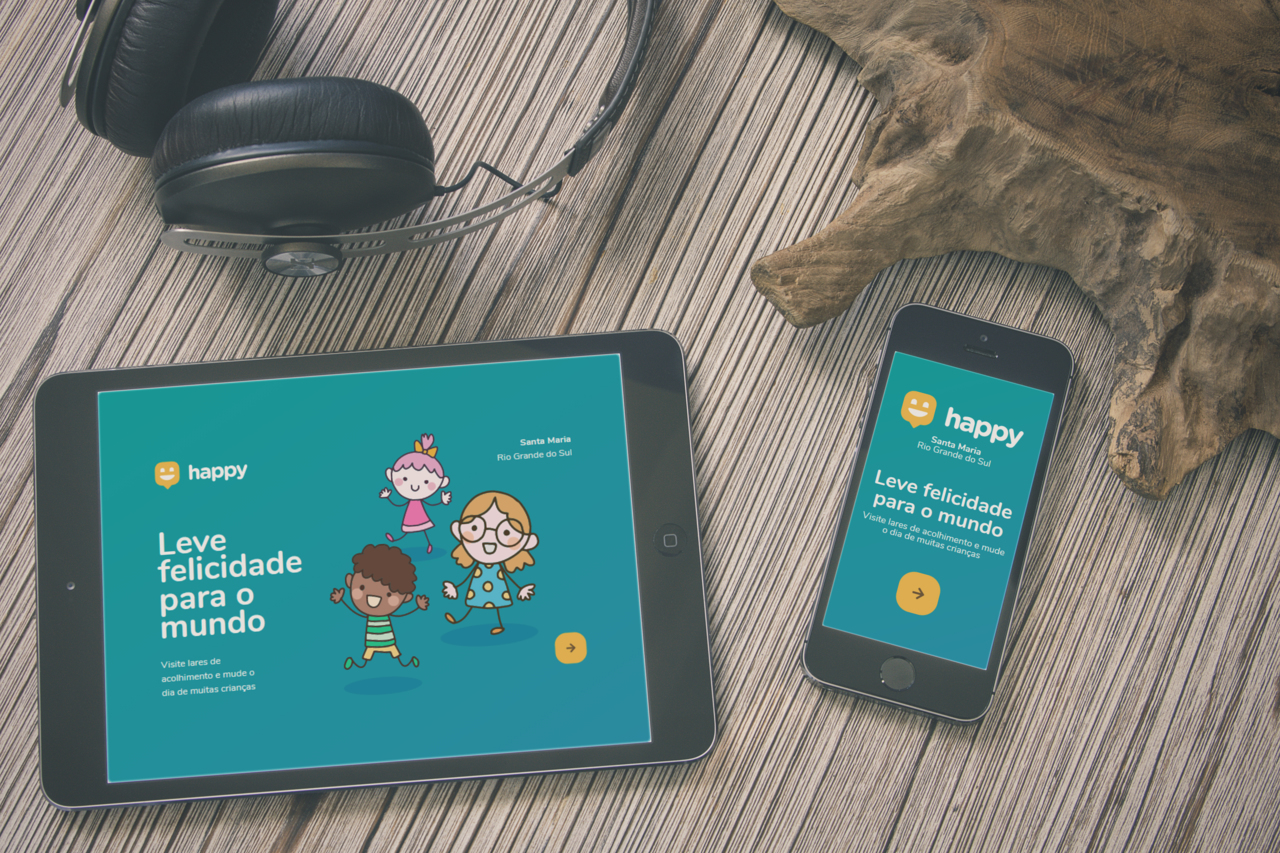 happy
Santa Maria
Rio Grande do Sul
Leve
felicidade
para o
mundo
Visite lares de
acolhimento e mude o
dia de muitas crianças
happy
Santa Maria
Rio Grande do Sul
Leve felicidade
para o mundo
Visite lares de acolhimento e mude
o dia de muitas crianças